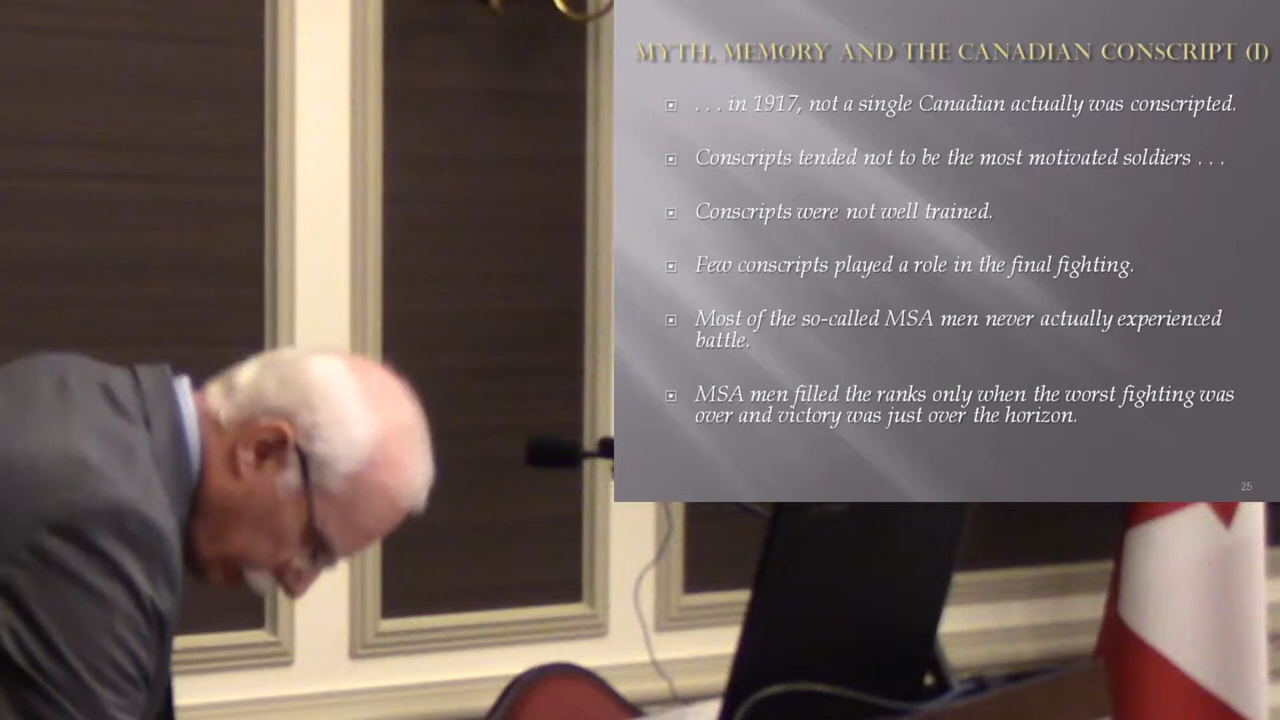 MYTH, MEMORY AND THE CANADIAN CONSCRIPT (I)
. . . in 1917, not a single Canadian actually was conscripted.
Conscripts tended not to be the most motivated soldiers . . .
Conscripts were not well trained.
Few conscripts played a role in the final fighting.
Most of the so-called MSA men never actually experienced
battle.
MSA men filled the ranks only when the worst fighting was
over and victory was just over the horizon.
25